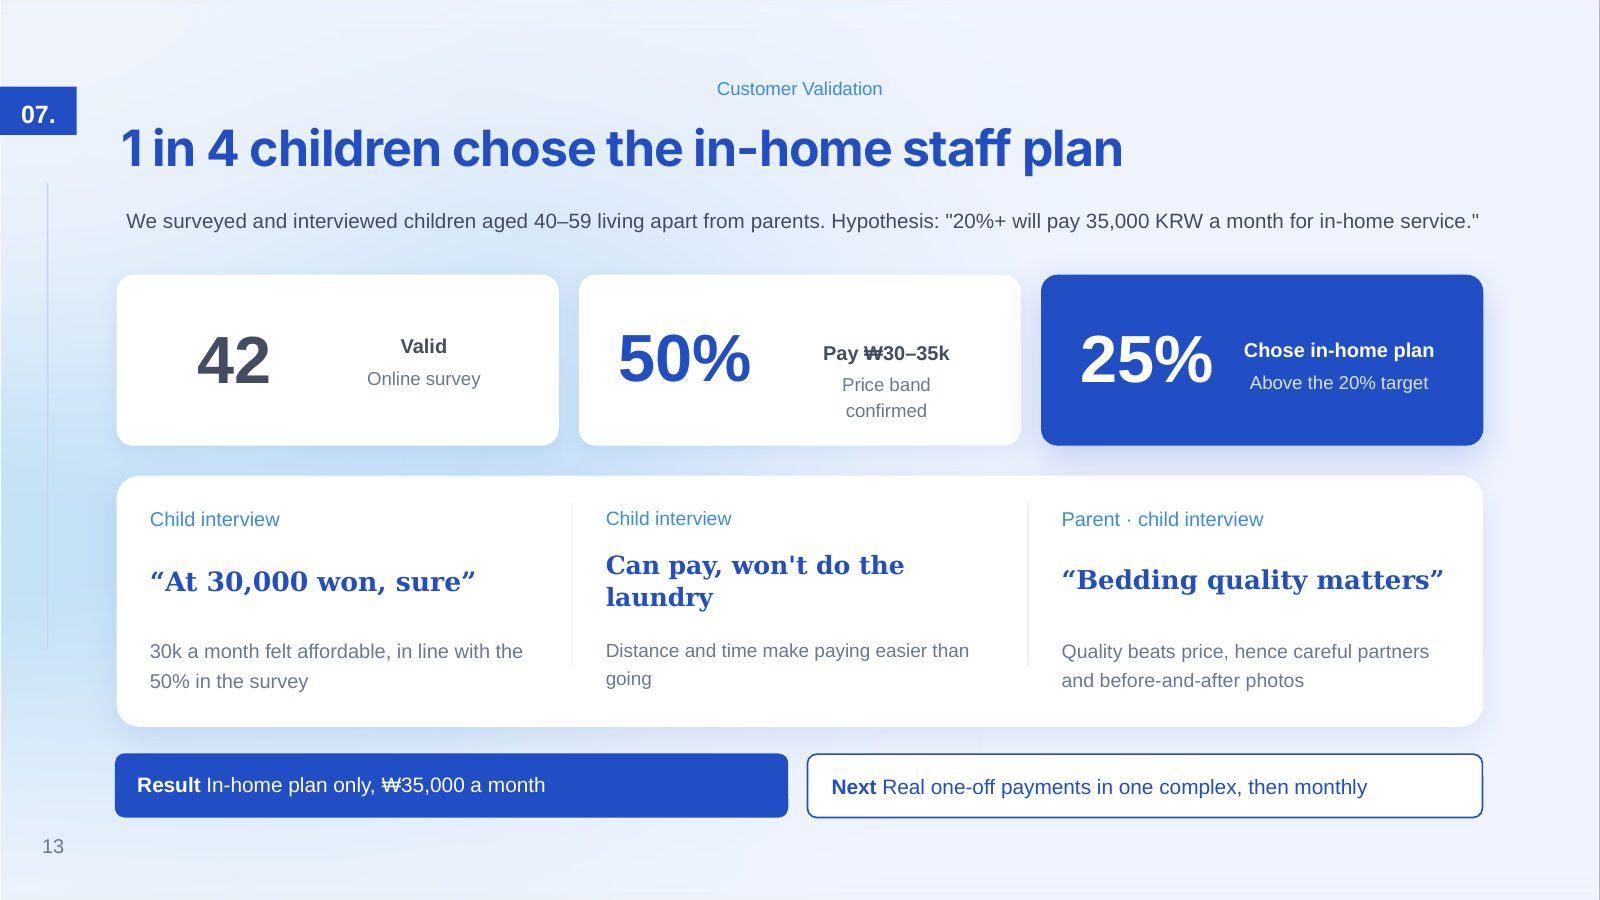 Customer Validation
07.
1 in 4 children chose the in-home staff plan
We surveyed and interviewed children aged 40–59 living apart from parents. Hypothesis: "20%+ will pay 35,000 KRW a month for in-home service."
42
Valid
Online survey
50%
Pay ₩30–35k
Price band
confirmed
25%
Chose in-home plan
Above the 20% target
Child interview
“At 30,000 won, sure”
30k a month felt affordable, in line with the
50% in the survey
Child interview
Can pay, won't do the
laundry
Distance and time make paying easier than
going
Parent · child interview
“Bedding quality matters”
Quality beats price, hence careful partners
and before-and-after photos
Result In-home plan only, ₩35,000 a month
Next Real one-off payments in one complex, then monthly
13